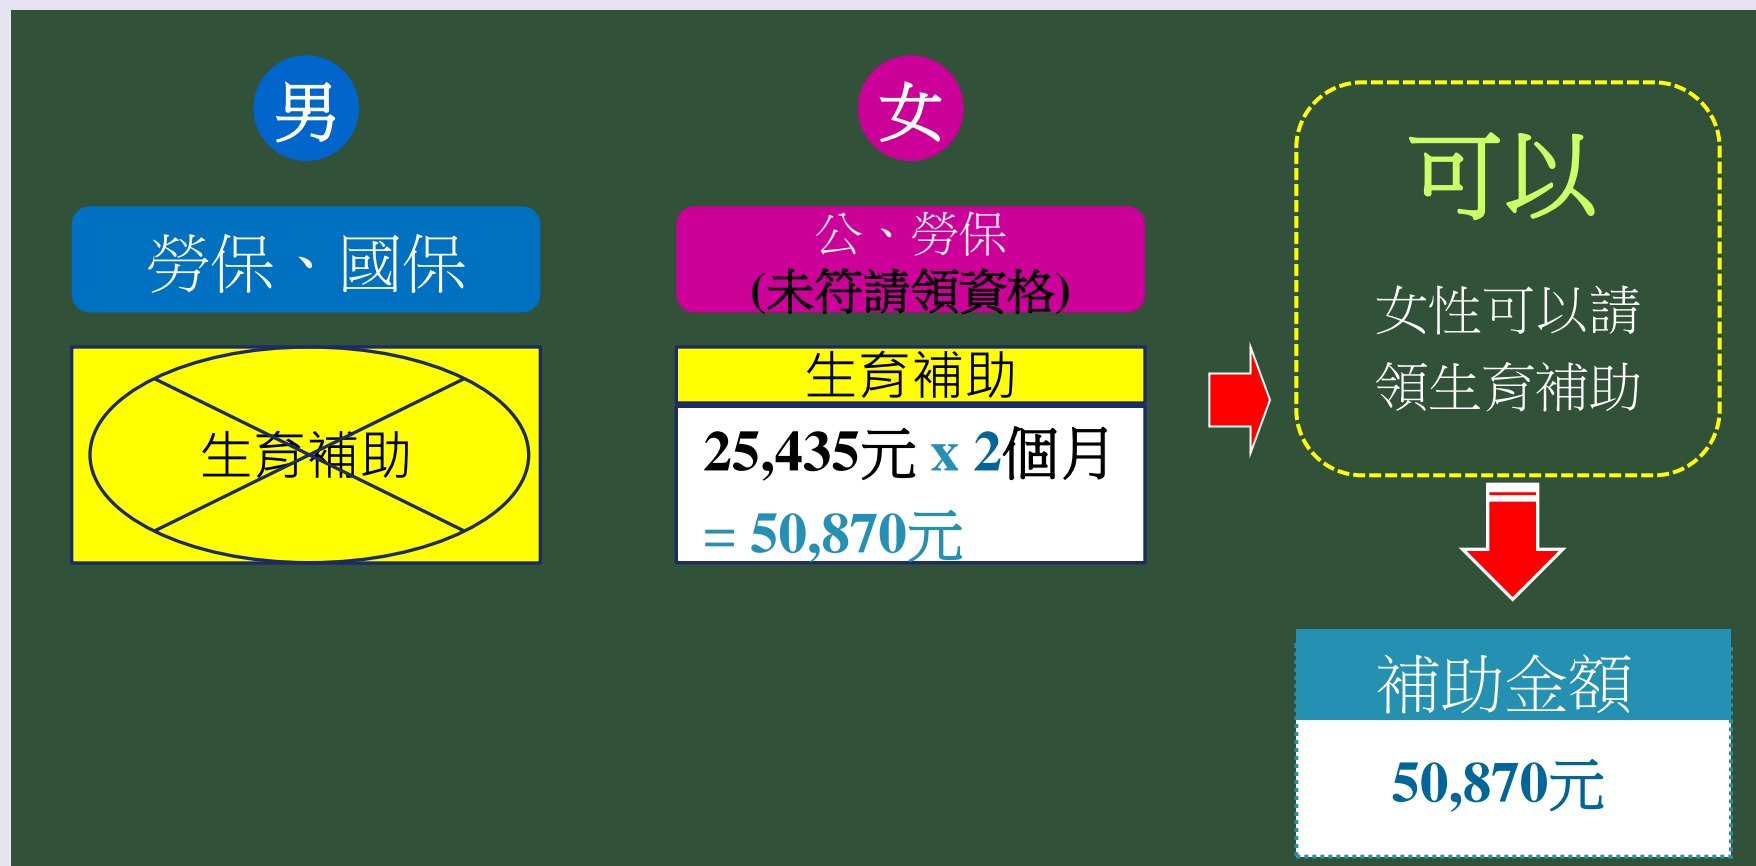 男
勞保、國保
生育補助
女
公、勞保
(未符請領資格)
生育補助
25,435元 x 2個月
= 50,870元
可以
女性可以請
領生育補助
補助金額
50,870元